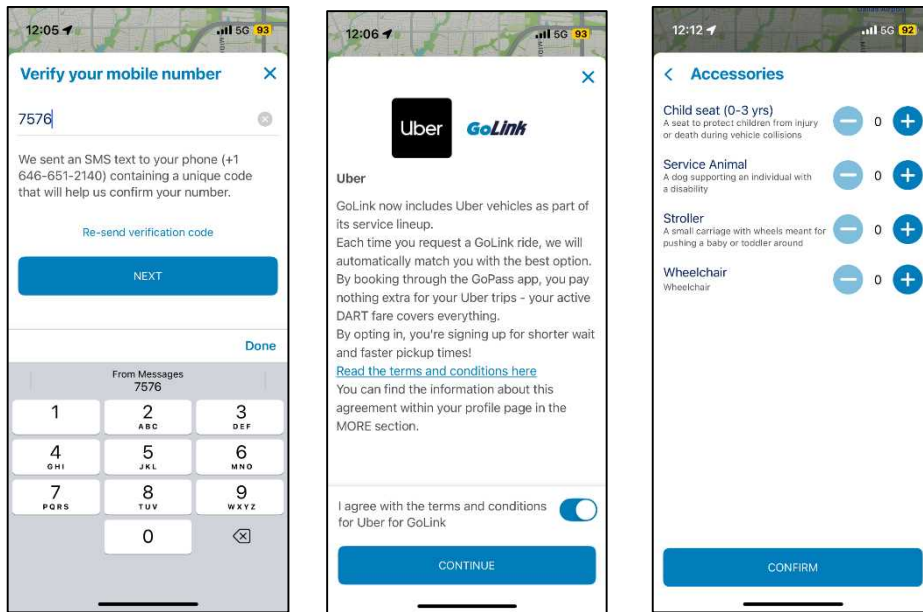 12:05
5G 93
Verify your mobile number
7576
We sent an SMS text to your phone (+1
646-651-2140) containing a unique code
that will help us confirm your number.
Re-send verification code
NEXT
Done
From Messages
7576
1
2
ABC
3
DEF
4
GHI
5
JKL
6
MNO
7
PQRS
8
TUV
9
WXYZ
0
12:06
5G 93
Uber
GoLink
Uber
GoLink now includes Uber vehicles as part of
its service lineup.
Each time you request a GoLink ride, we will
automatically match you with the best option.
By booking through the GoPass app, you pay
nothing extra for your Uber trips - your active
DART fare covers everything.
By opting in, you're signing up for shorter wait
and faster pickup times!
Read the terms and conditions here
You can find the information about this
agreement within your profile page in the
MORE section.
I agree with the terms and conditions
for Uber for GoLink
CONTINUE
12:12
5G 92
Accessories
Child seat (0-3 yrs)
A seat to protect children from injury
or death during vehicle collisions
0
Service Animal
A dog supporting an individual with
a disability
0
Stroller
A small carriage with wheels meant for
pushing a baby or toddler around
0
Wheelchair
Wheelchair
0
CONFIRM